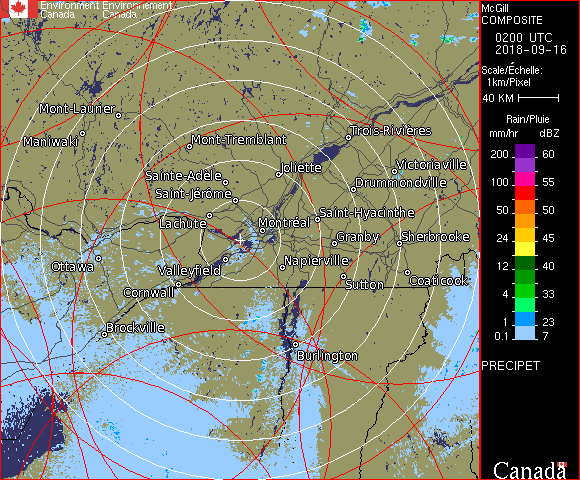 Environment Environnement
Canada Canada
McGill
COMPOSITE
0200 UTC
2018-09-16
Scale/Échelle:
1km/Pixel
40 KM
Rain/Pluie
mm/hr dBZ
200 60
100 55
50 50
24 45
12 40
4 33
1 23
0.1 7
PRECIPET
Canada
Mont-Laurier
Maniwaki
Mont-Tremblant
Trois-Rivières
Sainte-Adèle
Joliette
Victoriaville
Saint-Jérôme
Drummondville
Lachute
Montréal
Saint-Hyacinthe
Granby
Sherbrooke
Ottawa
Valleyfield
Napierville
Cornwall
Sutton
Coaticook
Brockville
Burlington